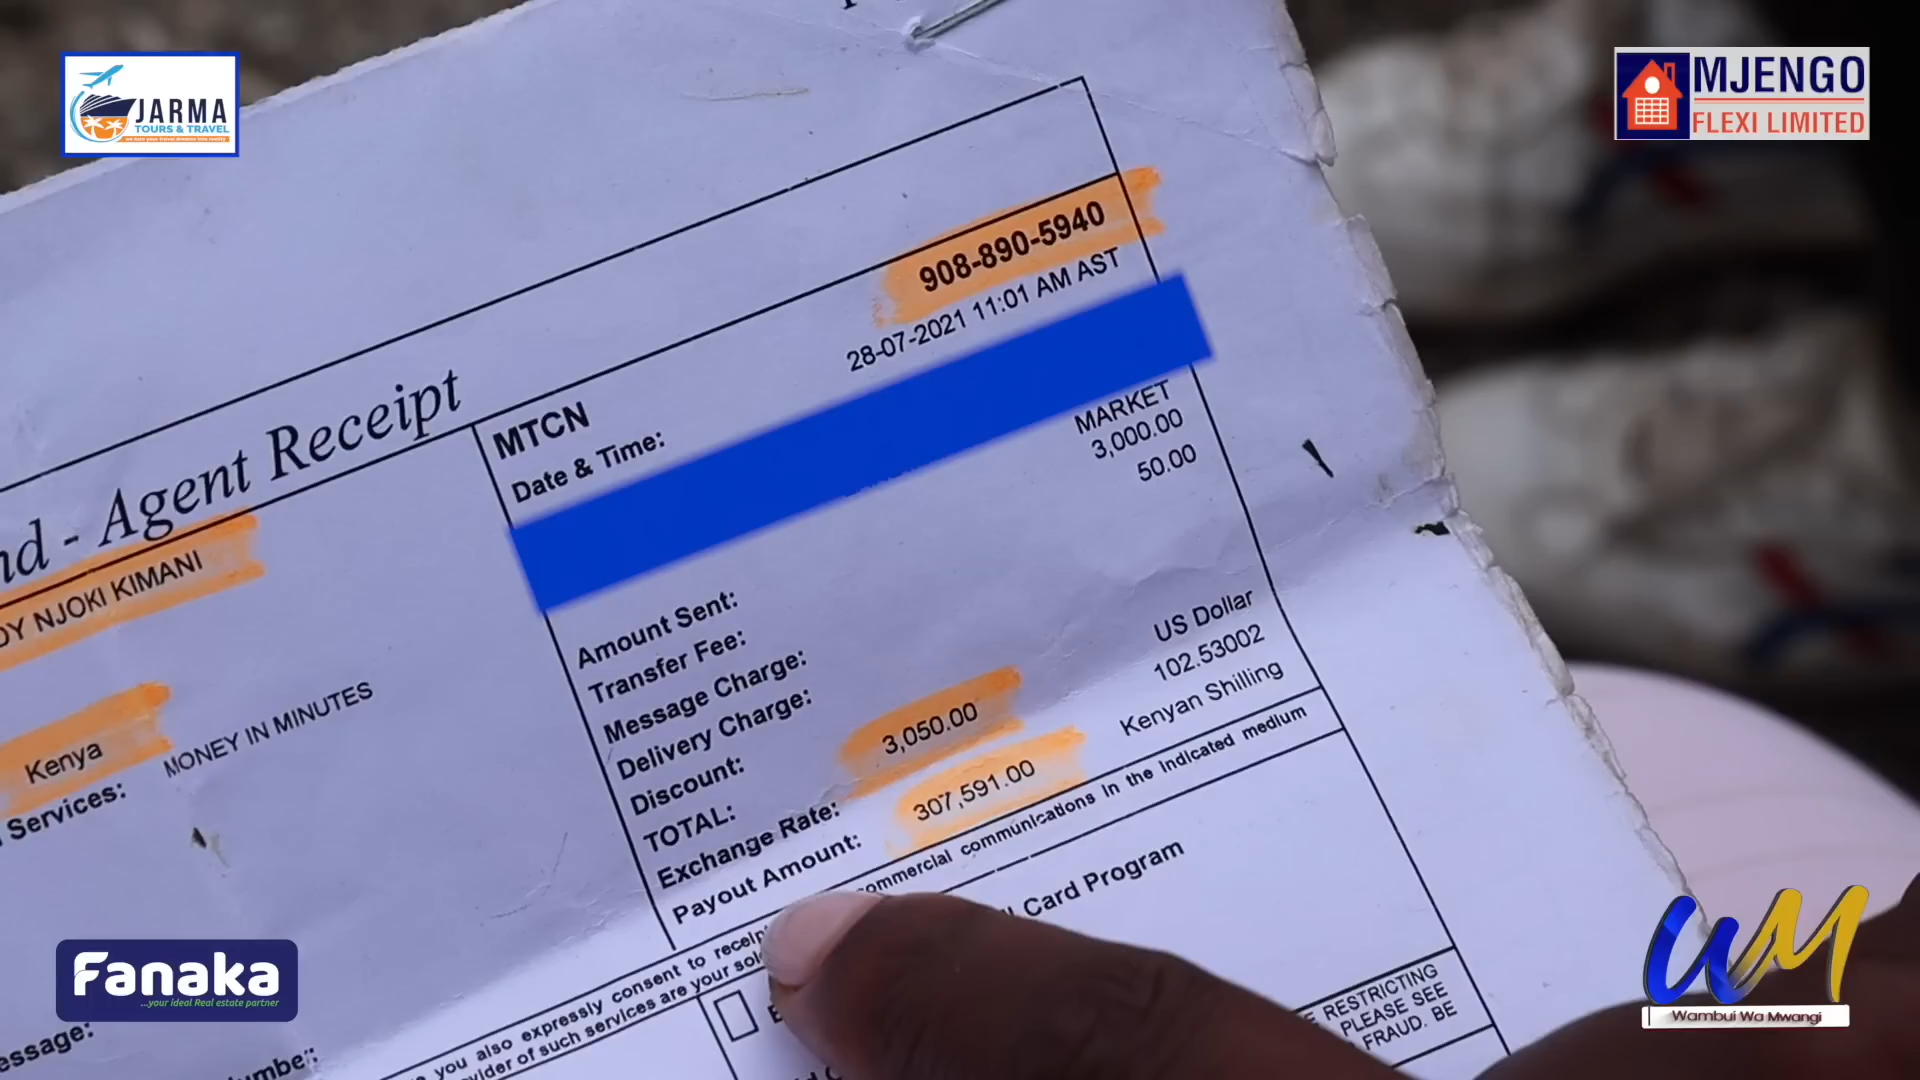 JARMA
TOURS & TRAVEL
MJENGO
FLEXI LIMITED
Agent Receipt
NJOKI KIMANI
Kenya
Services:
MONEY IN MINUTES
MTCN
908-890-5940
Date & Time:
28-07-2021 11:01 AM AST
MARKET
3,000.00
50.00
Amount Sent:
Transfer Fee:
Message Charge:
Delivery Charge:
Discount:
TOTAL:
3,050.00
US Dollar
Exchange Rate:
102.53002
Payout Amount:
307,591.00
Kenyan Shilling
you also expressly consent to
commercial communications in the indicated medium
of such services are your
Card Program
RESTRICTING
PLEASE SEE
FRAUD. BE
Fanaka
...your ideal Real estate partner
WM
Wambui Wa Mwangi